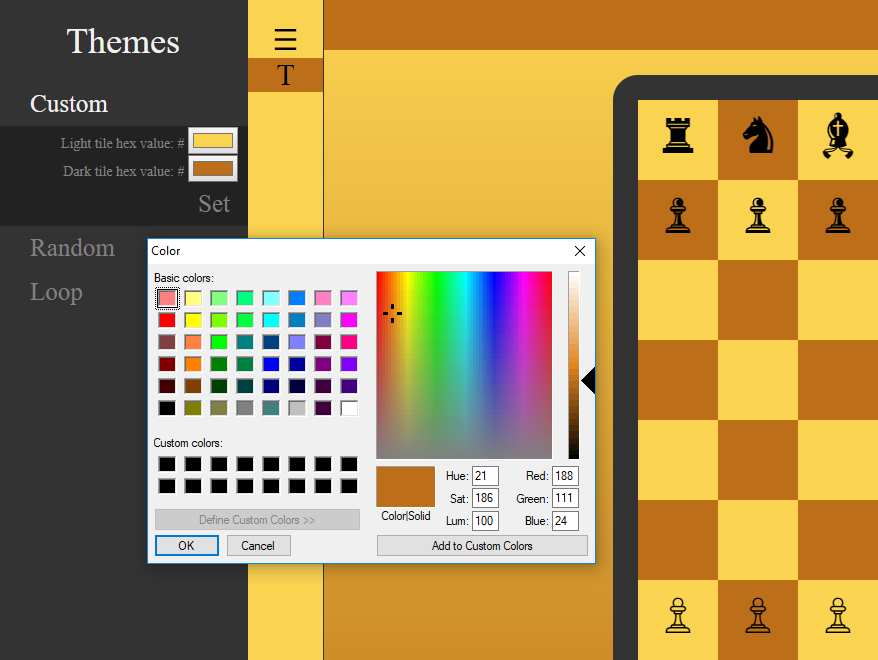 Themes
☰
T
Custom
Light tile hex value: #
Dark tile hex value: #
Set
Random
Loop
Color
Basic colors:
Custom colors:
Define Custom Colors >>
OK Cancel
Color|Solid
Hue: 21 Red: 188
Sat: 186 Green: 111
Lum: 100 Blue: 24
Add to Custom Colors